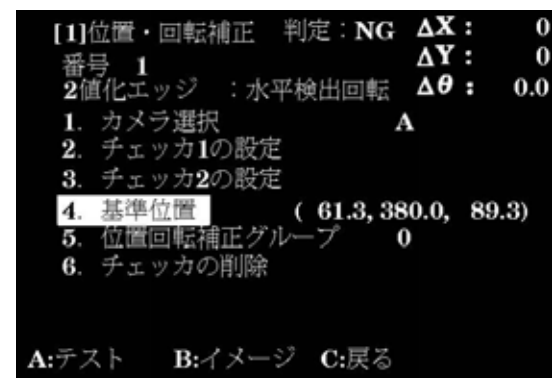 [1]位置・回転補正 判定:NG ΔX: 0
番号 1 ΔY: 0
2値化エッジ :水平検出回転 Δθ: 0.0
1. カメラ選択 A
2. チェッカ1の設定
3. チェッカ2の設定
4. 基準位置 ( 61.3, 380.0, 89.3)
5. 位置回転補正グループ 0
6. チェッカの削除
A:テスト B:イメージ C:戻る